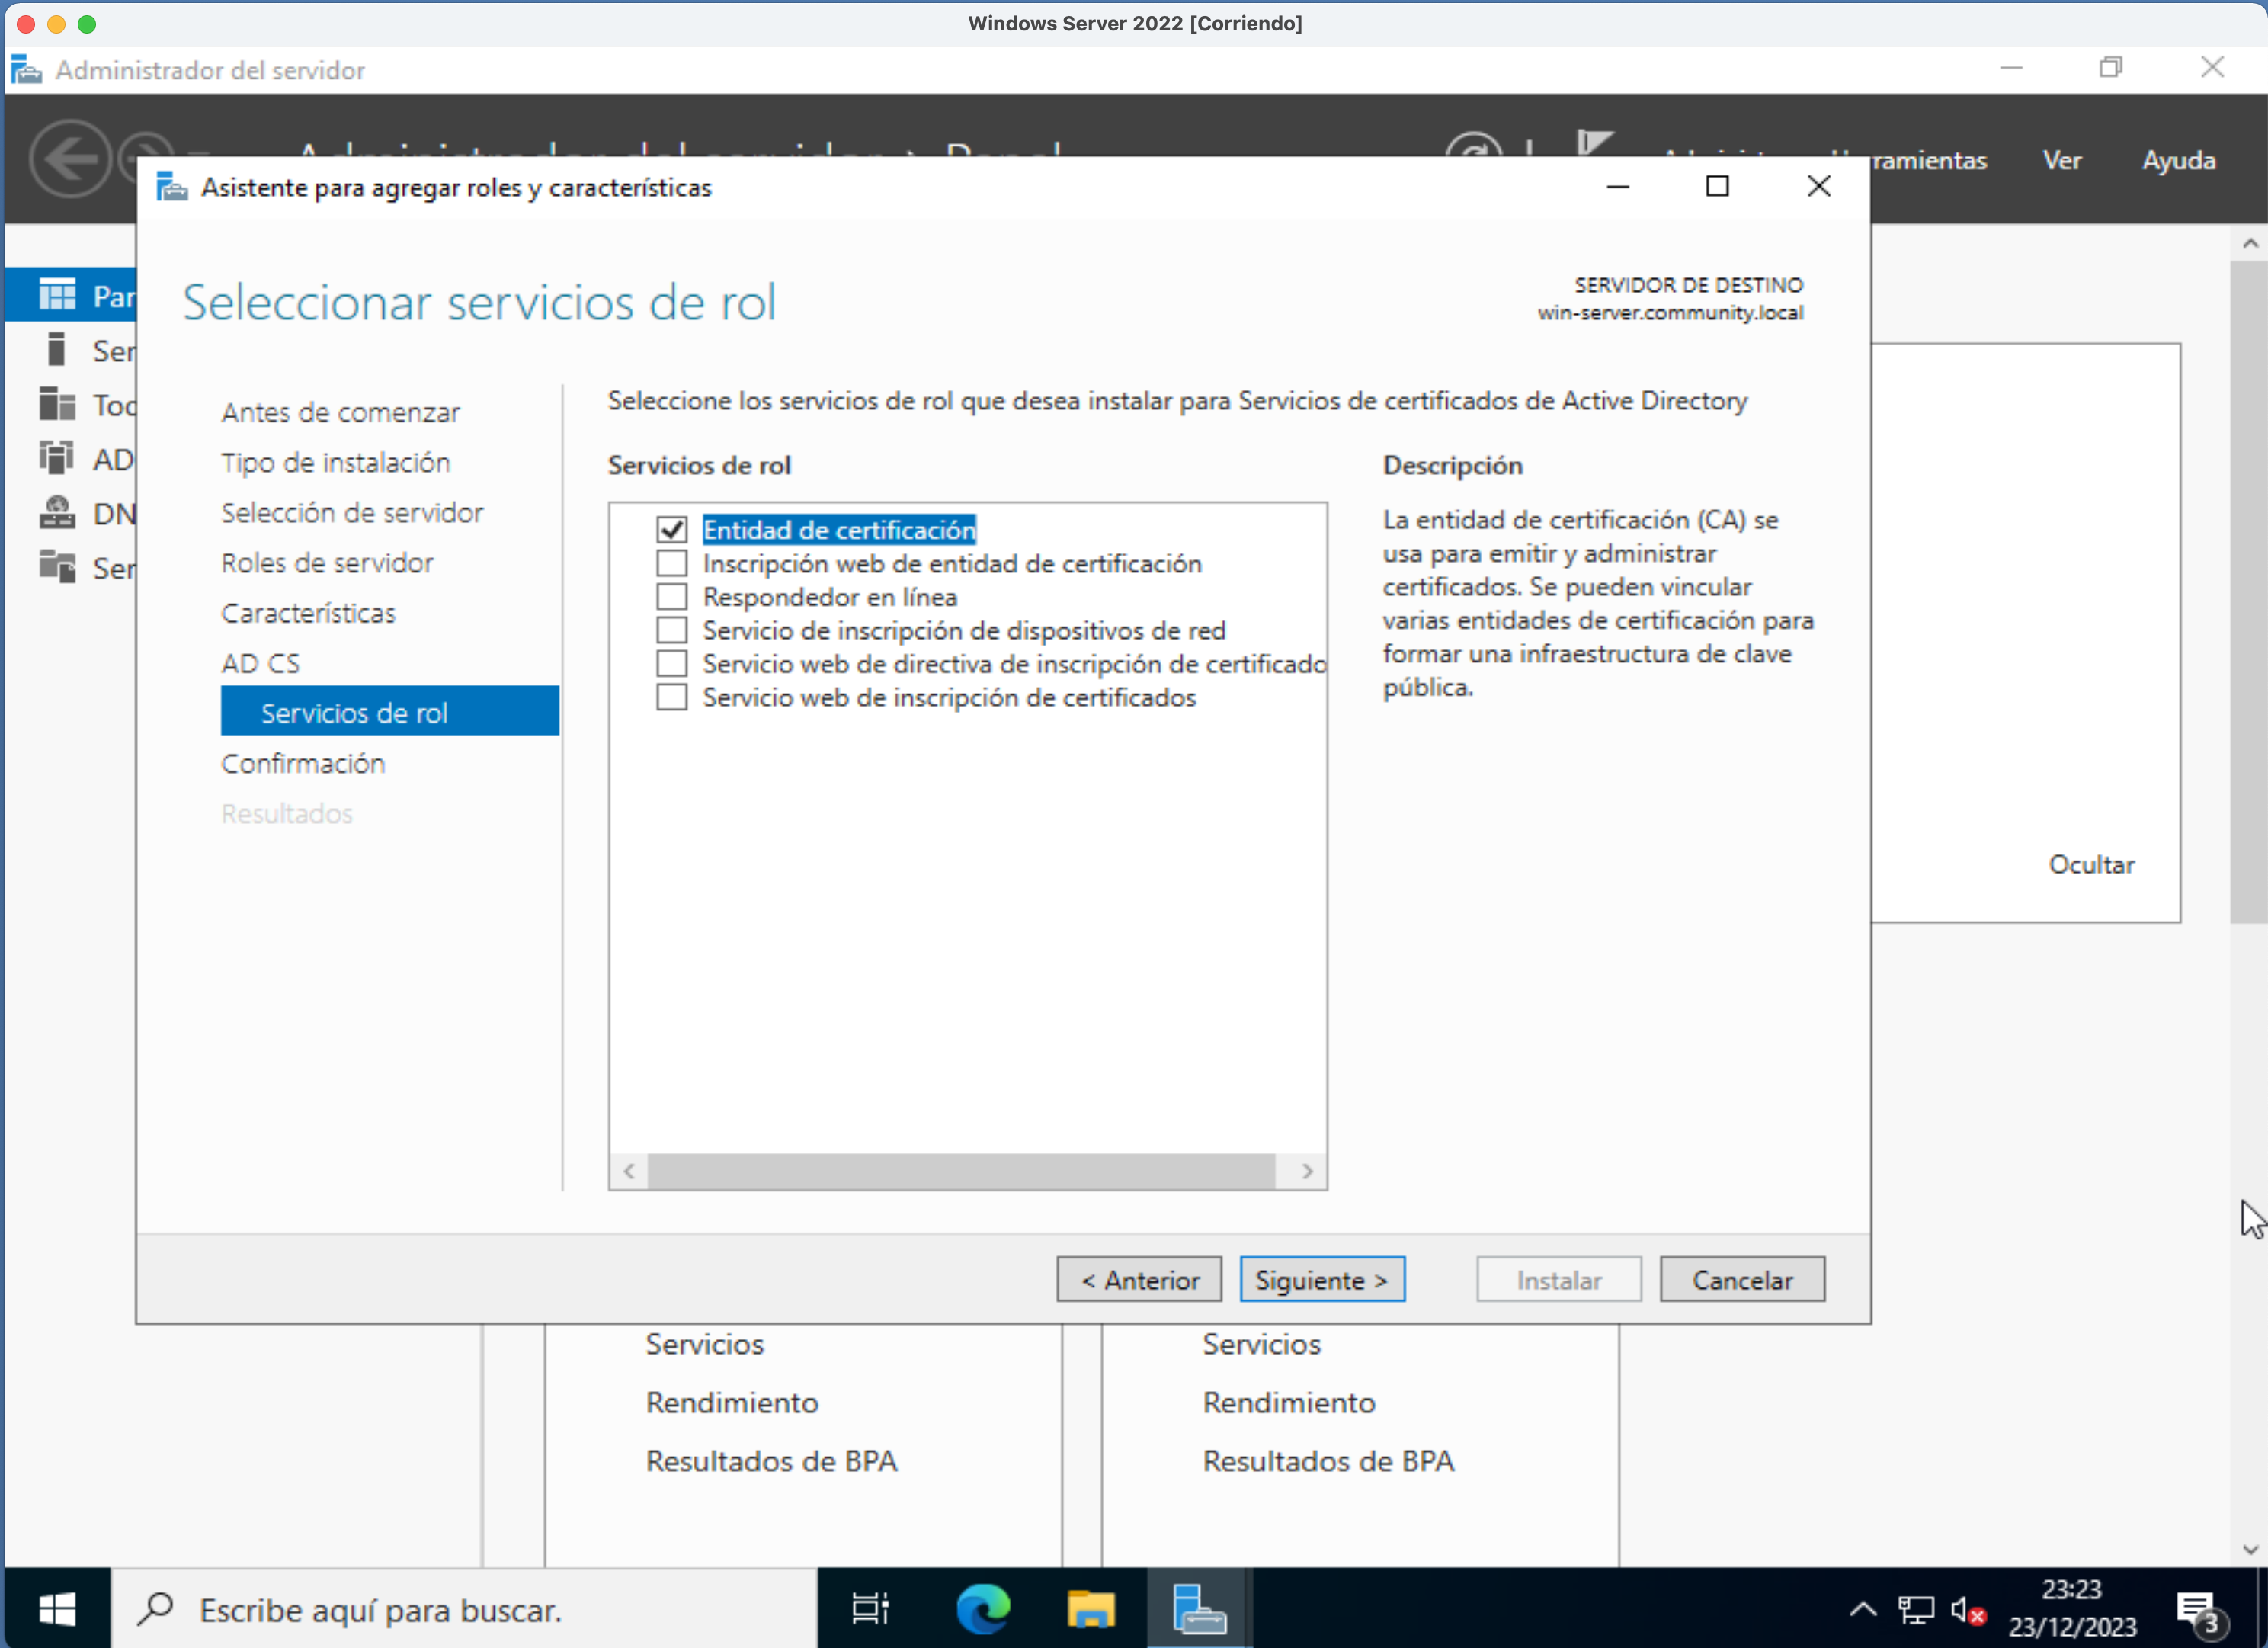 Windows Server 2022 [Corriendo]
Administrador del servidor
Ver
Ayuda
Asistente para agregar roles y características
Seleccionar servicios de rol
SERVIDOR DE DESTINO
win-server.community.local
Antes de comenzar
Tipo de instalación
Selección de servidor
Roles de servidor
Características
AD CS
Servicios de rol
Confirmación
Resultados
Seleccione los servicios de rol que desea instalar para Servicios de certificados de Active Directory
Servicios de rol
Entidad de certificación
Inscripción web de entidad de certificación
Respondedor en línea
Servicio de inscripción de dispositivos de red
Servicio web de directiva de inscripción de certificado
Servicio web de inscripción de certificados
Descripción
La entidad de certificación (CA) se
usa para emitir y administrar
certificados. Se pueden vincular
varias entidades de certificación para
formar una infraestructura de clave
pública.
Ocultar
< Anterior
Siguiente >
Instalar
Cancelar
Servicios
Rendimiento
Resultados de BPA
Servicios
Rendimiento
Resultados de BPA
Escribe aquí para buscar.
23:23
23/12/2023
3